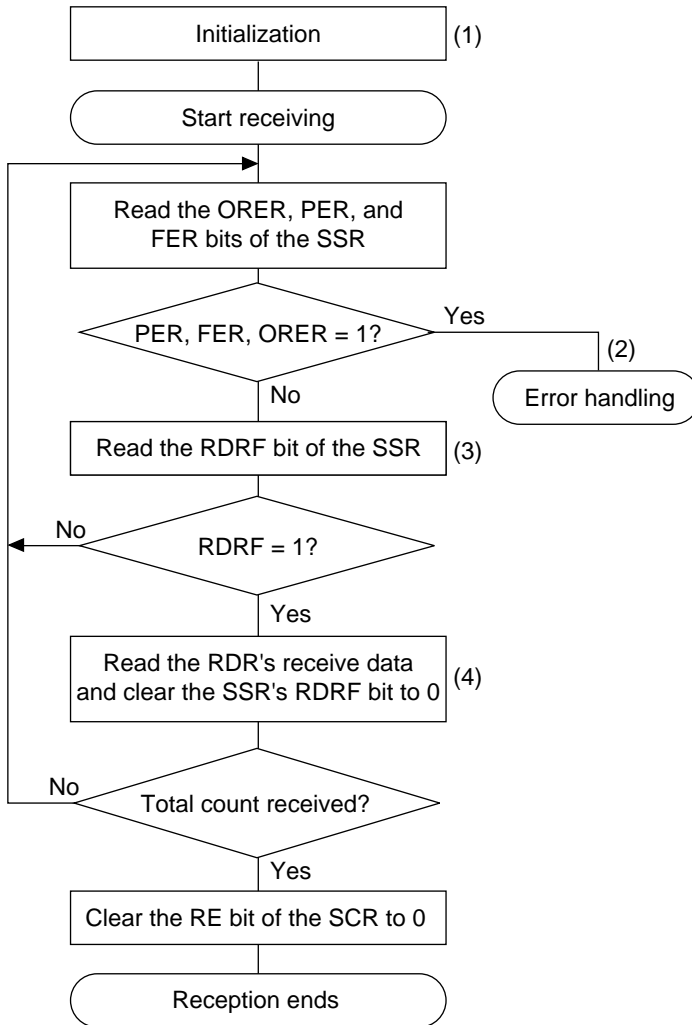 Initialization
(1)
Start receiving
Read the ORER, PER, and
FER bits of the SSR
PER, FER, ORER = 1?
Yes
(2)
Error handling
No
Read the RDRF bit of the SSR
(3)
No
RDRF = 1?
Yes
Read the RDR's receive data
and clear the SSR's RDRF bit to 0
(4)
No
Total count received?
Yes
Clear the RE bit of the SCR to 0
Reception ends